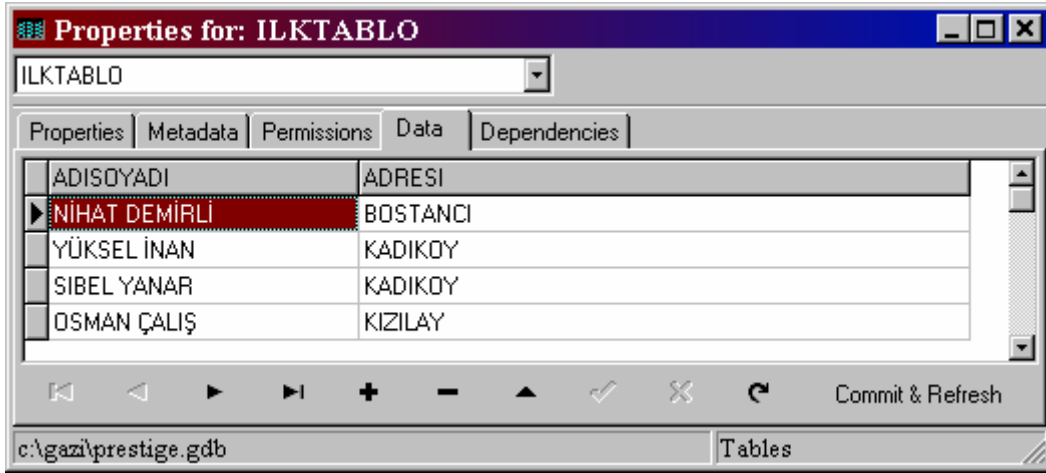 Properties for: ILKTABLO
ILKTABLO
Properties Metadata Permissions Data Dependencies
ADISOYADI ADRESI
NİHAT DEMİRLİ BOSTANCI
YÜKSEL İNAN KADIKOY
SIBEL YANAR KADIKOY
OSMAN ÇALIŞ KIZILAY
Commit & Refresh
c:\gazi\prestige.gdb Tables